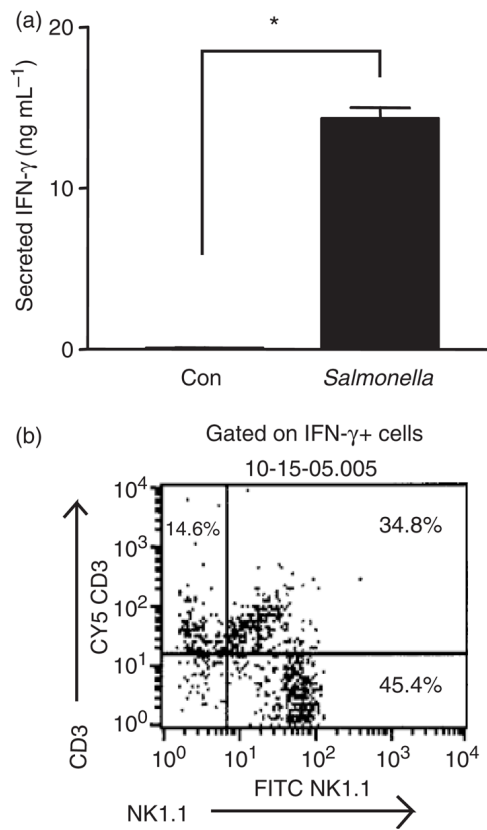 (a)
20
10
0
Secreted IFN-γ (ng mL⁻¹)
*
Con
Salmonella
(b)
Gated on IFN-γ+ cells
10-15-05.005
10⁴
10³
10²
10¹
10⁰
CY5 CD3
CD3
14.6%
34.8%
45.4%
10⁰ 10¹ 10² 10³ 10⁴
FITC NK1.1
NK1.1